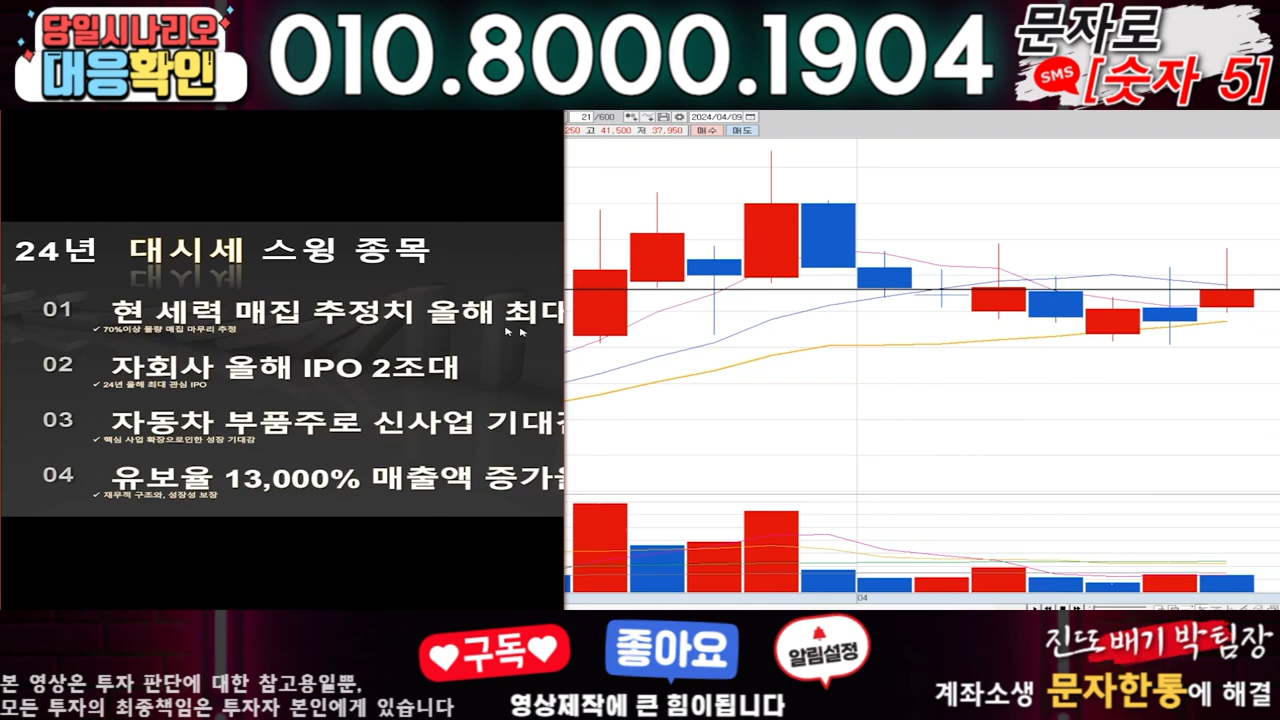 당일시나리오
대응확인
010.8000.1904
문자로
SMS [숫자 5]
21 /600 2024/04/09
250 고 41,500 저 37,950 매수 매도
24년 대시세 스윙 종목
01 현 세력 매집 추정치 올해 최대
✓ 70%이상 물량 매집 마무리 추정
02 자회사 올해 IPO 2조대
✓ 24년 올해 최대 관심 IPO
03 자동차 부품주로 신사업 기대
✓ 핵심 사업 확장으로인한 성장 기대감
04 유보율 13,000% 매출액 증가
✓ 재무적 구조와, 성장성 보장
04
구독
좋아요
알림설정
영상제작에 큰 힘이됩니다
본 영상은 투자 판단에 대한 참고용일뿐,
모든 투자의 최종책임은 투자자 본인에게 있습니다
진또배기 박팀장
계좌소생 문자한통에 해결